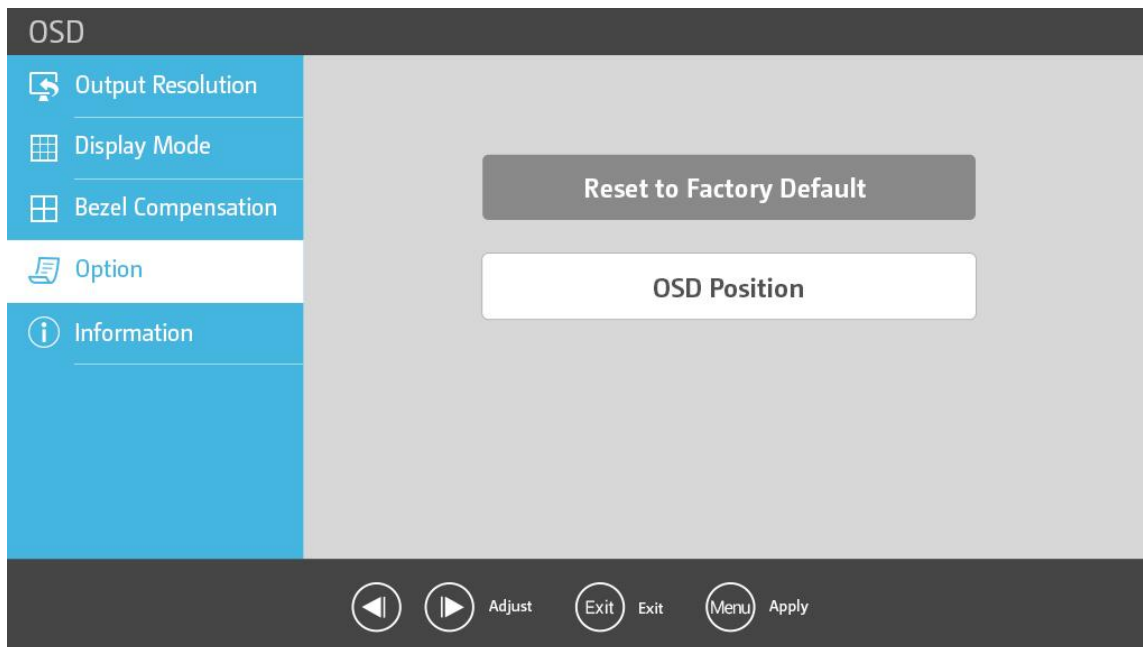 OSD
Output Resolution
Display Mode
Bezel Compensation
Option
Information
Reset to Factory Default
OSD Position
Adjust Exit Exit Menu Apply